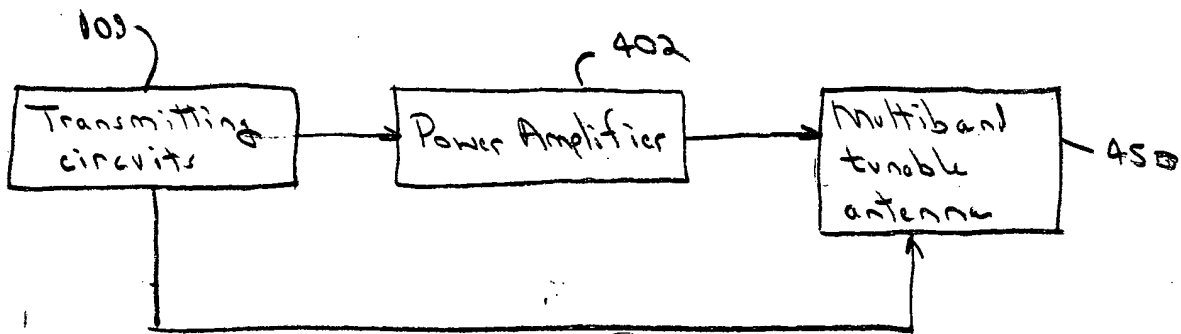 109
402
Transmitting
circuits
Power Amplifier
Multiband
tunable
antenna
450